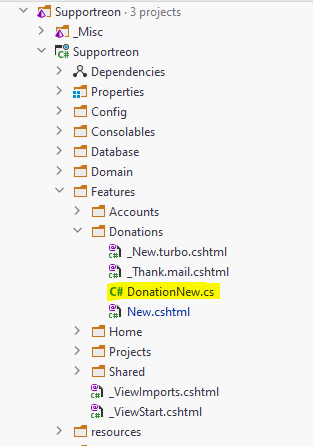 Supportreon · 3 projects
_Misc
Supportreon
Dependencies
Properties
Config
Consolables
Database
Domain
Features
Accounts
Donations
_New.turbo.cshtml
_Thank.mail.cshtml
C# DonationNew.cs
New.cshtml
Home
Projects
Shared
_ViewImports.cshtml
_ViewStart.cshtml
resources